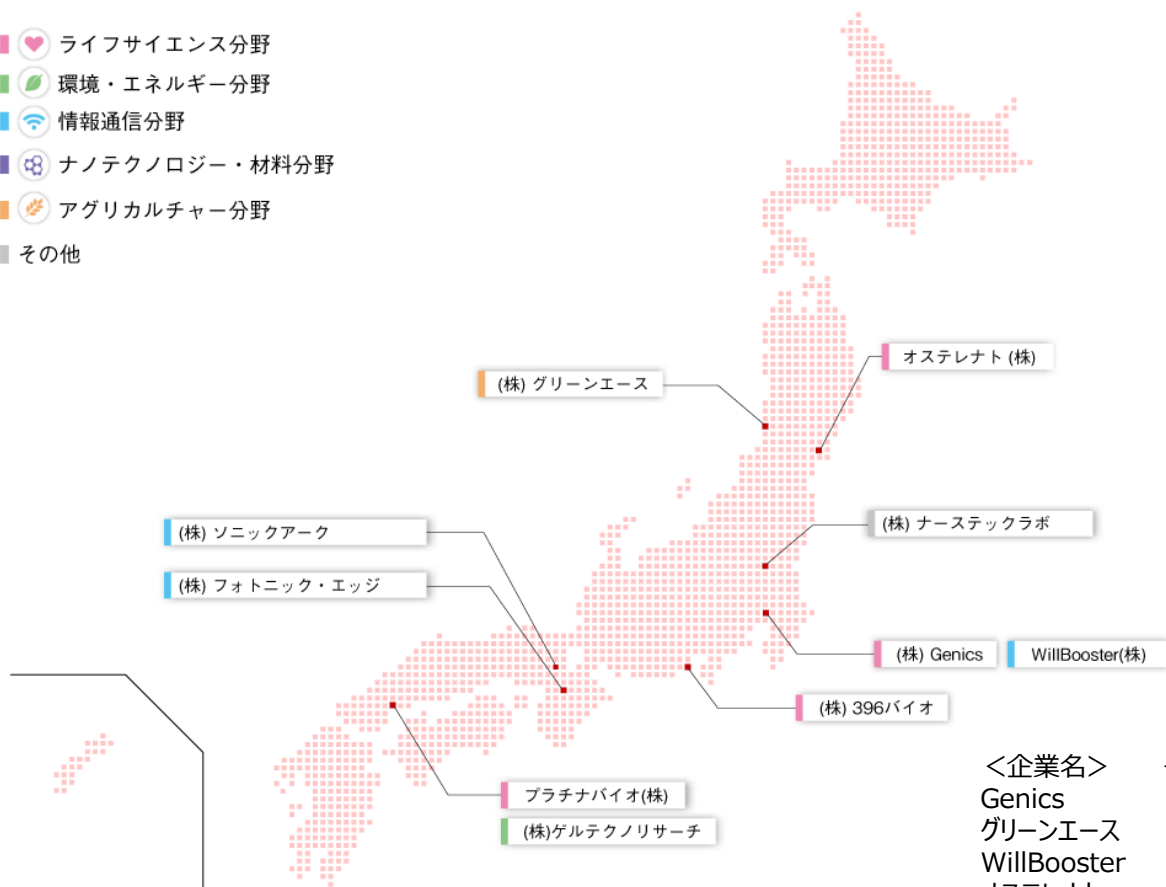 ライフサイエンス分野
環境・エネルギー分野
情報通信分野
ナノテクノロジー・材料分野
アグリカルチャー分野
その他
オステレナト (株)
(株) グリーンエース
(株) ナーステックラボ
(株) ソニックアーク
(株) フォトニック・エッジ
(株) Genics
WillBooster(株)
(株) 396バイオ
プラチナバイオ(株)
(株)ゲルテクノリサーチ
＜企業名＞
Genics
グリーンエース
WillBooster